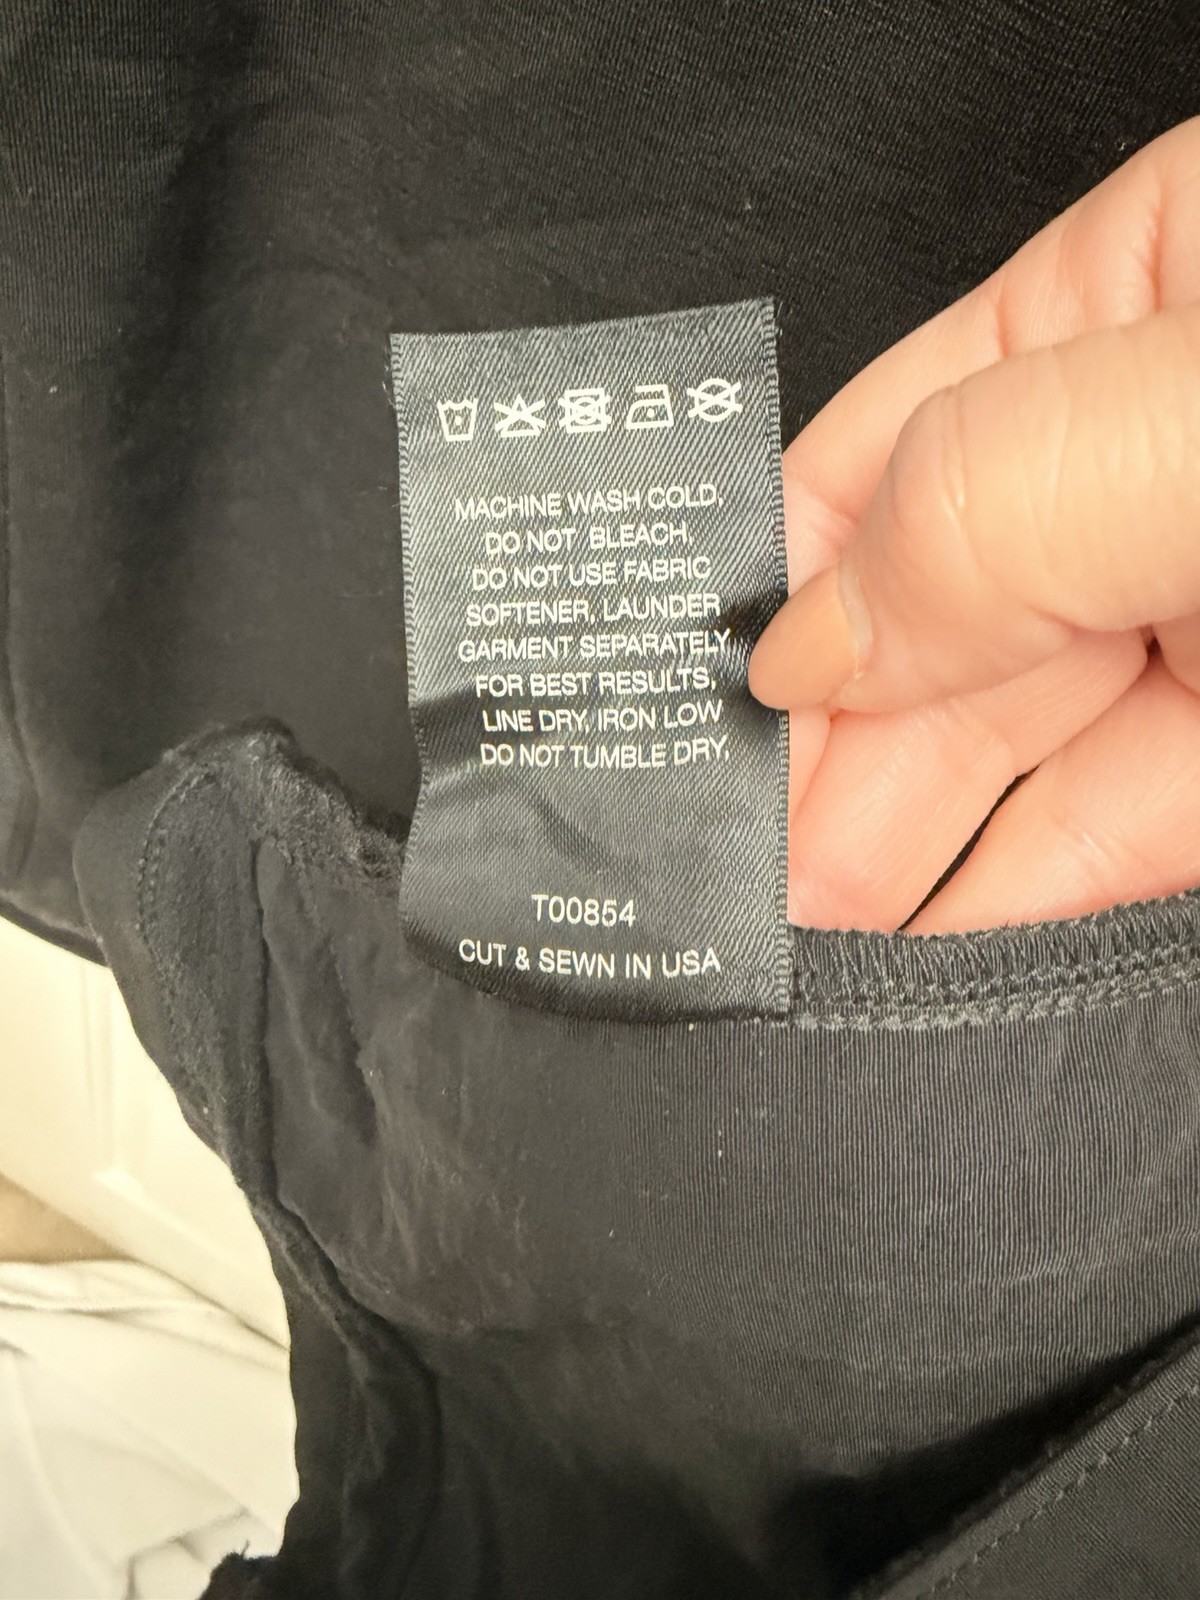 MACHINE WASH COLD,
DO NOT BLEACH,
DO NOT USE FABRIC
SOFTENER, LAUNDER
GARMENT SEPARATELY
FOR BEST RESULTS,
LINE DRY, IRON LOW
DO NOT TUMBLE DRY,
T00854
CUT & SEWN IN USA